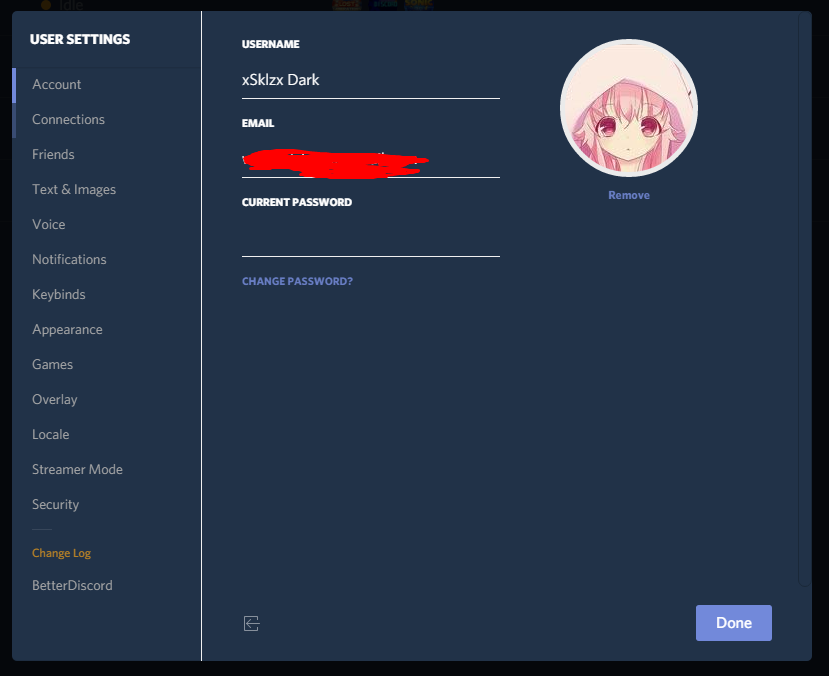 Idle
USER SETTINGS
Account
Connections
Friends
Text & Images
Voice
Notifications
Keybinds
Appearance
Games
Overlay
Locale
Streamer Mode
Security
Change Log
BetterDiscord
USERNAME
xSklzx Dark
EMAIL
CURRENT PASSWORD
CHANGE PASSWORD?
Remove
Done